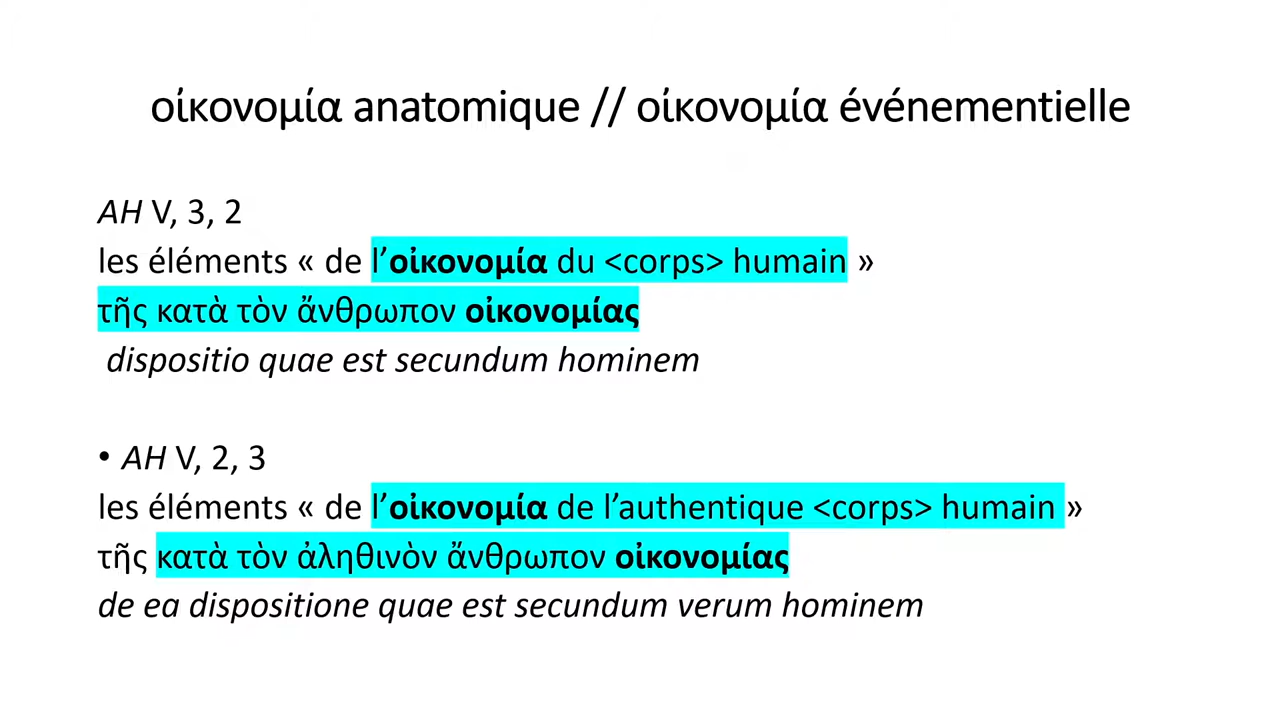 οἰκονομία anatomique // οἰκονομία événementielle
AH V, 3, 2
les éléments « de l’οἰκονομία du <corps> humain »
τῆς κατὰ τὸν ἄνθρωπον οἰκονομίας
dispositio quae est secundum hominem
• AH V, 2, 3
les éléments « de l’οἰκονομία de l’authentique <corps> humain »
τῆς κατὰ τὸν ἀληθινὸν ἄνθρωπον οἰκονομίας
de ea dispositione quae est secundum verum hominem